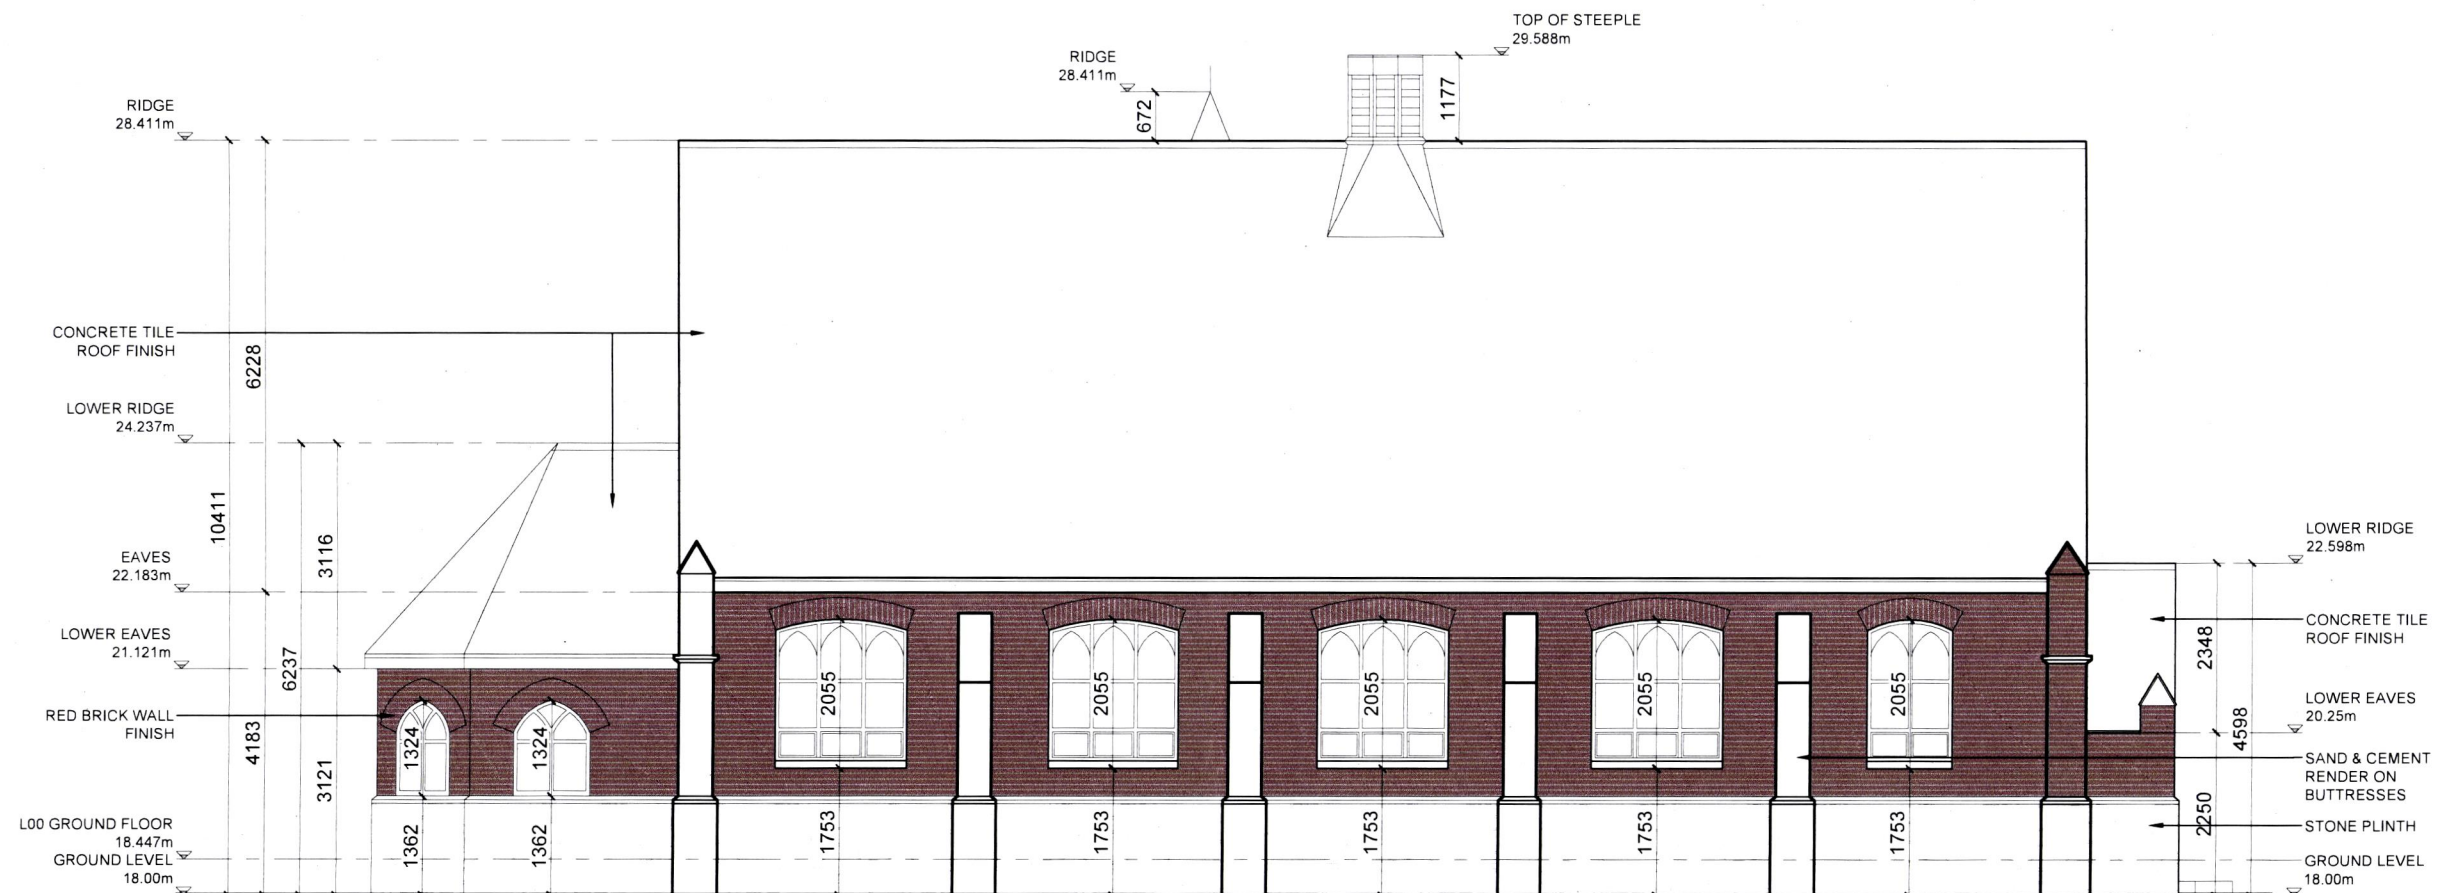 TOP OF STEEPLE
29.588m
RIDGE
28.411m
672
1177
RIDGE
28.411m
CONCRETE TILE
ROOF FINISH
6228
LOWER RIDGE
24.237m
10411
3116
EAVES
22.183m
LOWER EAVES
21.121m
6237
RED BRICK WALL
FINISH
4183
3121
1324
1324
2055
2055
2055
2055
2055
L00 GROUND FLOOR
18.447m
GROUND LEVEL
18.00m
1362
1362
1753
1753
1753
1753
1753
LOWER RIDGE
22.598m
CONCRETE TILE
ROOF FINISH
2348
LOWER EAVES
20.25m
4598
SAND & CEMENT
RENDER ON
BUTTRESSES
2250
STONE PLINTH
GROUND LEVEL
18.00m